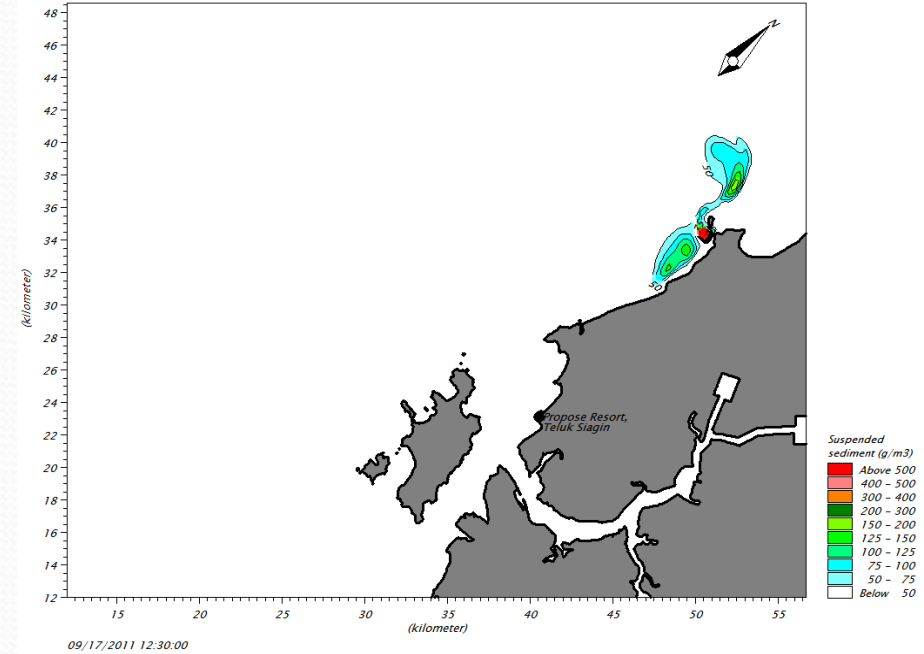 48
46
44
42
40
38
36
34
32
30
28
26
24
22
20
18
16
14
12
(kilometer)
N
50
50
Propose Resort,
Teluk Siagin
15
20
25
30
35
40
45
50
55
(kilometer)
09/17/2011 12:30:00
Suspended
sediment (g/m3)
Above 500
400 - 500
300 - 400
200 - 300
150 - 200
125 - 150
100 - 125
75 - 100
50 - 75
Below 50